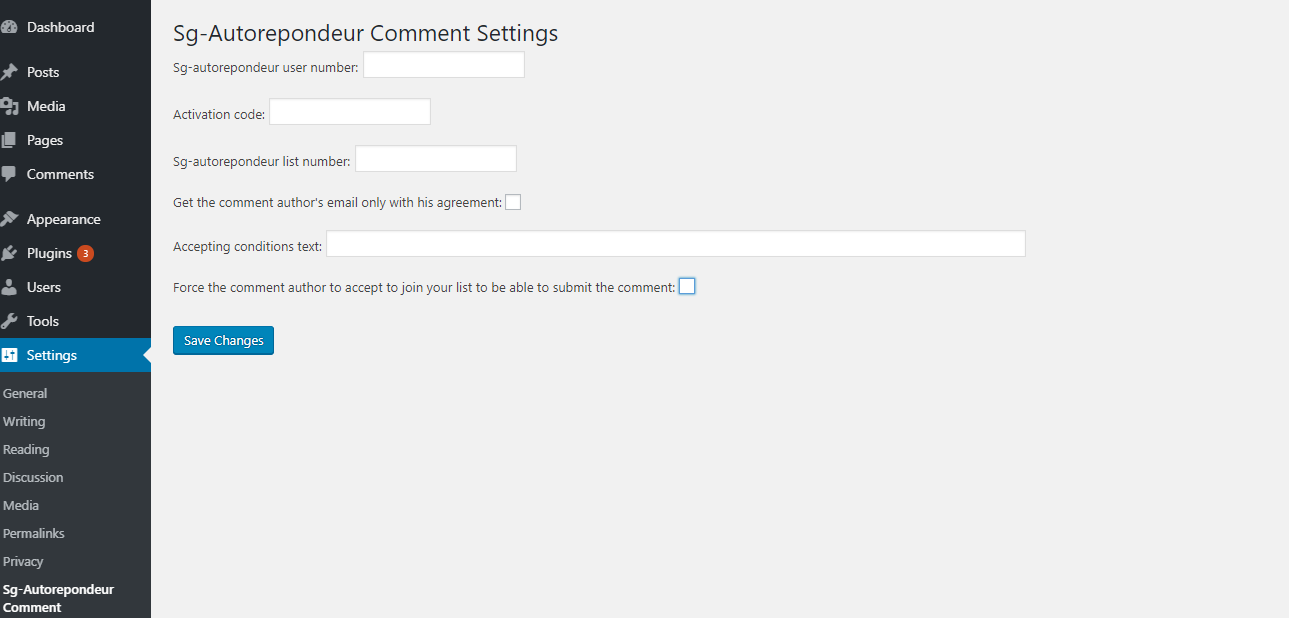 Dashboard
Posts
Media
Pages
Comments
Appearance
Plugins 3
Users
Tools
Settings
General
Writing
Reading
Discussion
Media
Permalinks
Privacy
Sg-Autorepondeur
Comment
Sg-Autorepondeur Comment Settings
Sg-autorepondeur user number:
Activation code:
Sg-autorepondeur list number:
Get the comment author's email only with his agreement:
Accepting conditions text:
Force the comment author to accept to join your list to be able to submit the comment:
Save Changes